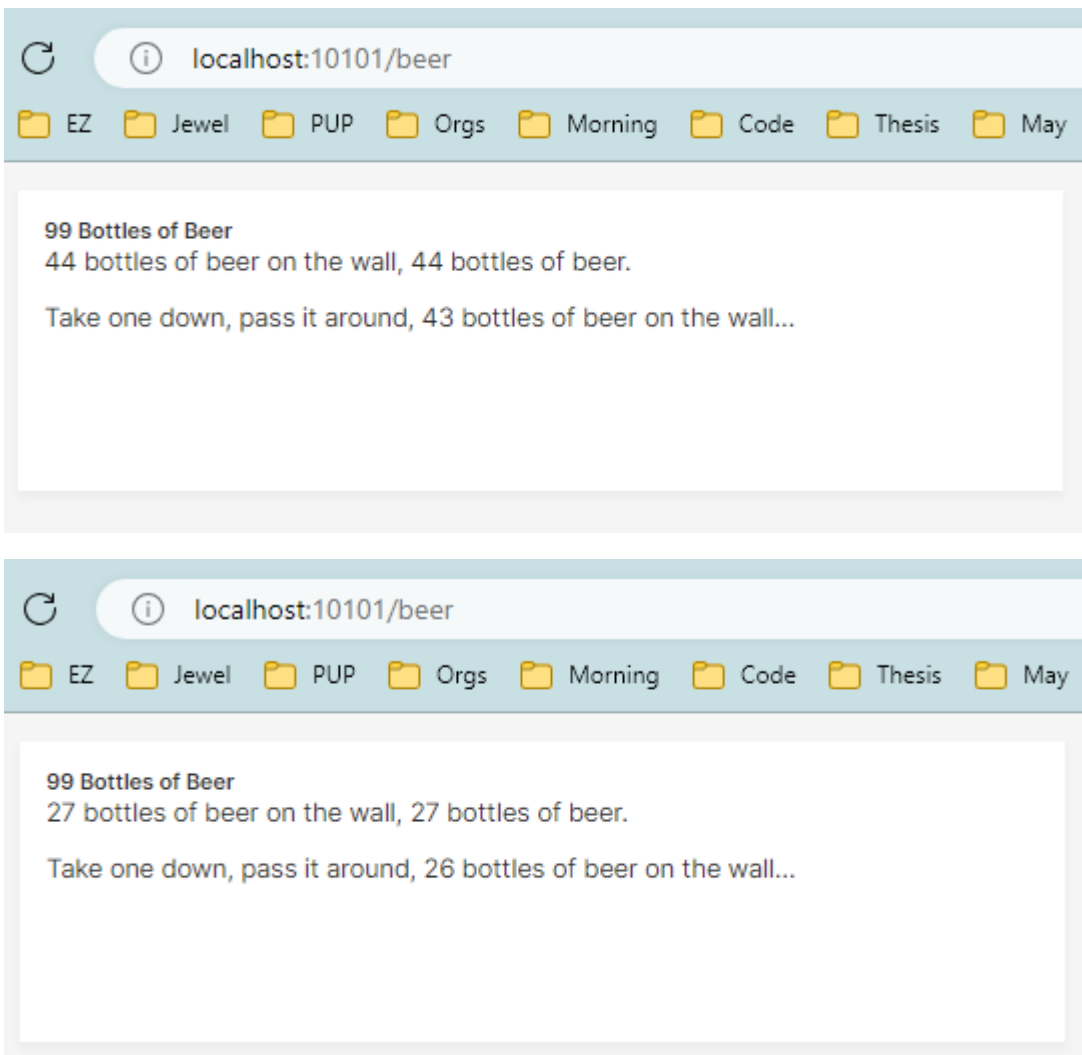 localhost:10101/beer
EZ Jewel PUP Orgs Morning Code Thesis May
99 Bottles of Beer
44 bottles of beer on the wall, 44 bottles of beer.
Take one down, pass it around, 43 bottles of beer on the wall...
localhost:10101/beer
EZ Jewel PUP Orgs Morning Code Thesis May
99 Bottles of Beer
27 bottles of beer on the wall, 27 bottles of beer.
Take one down, pass it around, 26 bottles of beer on the wall...